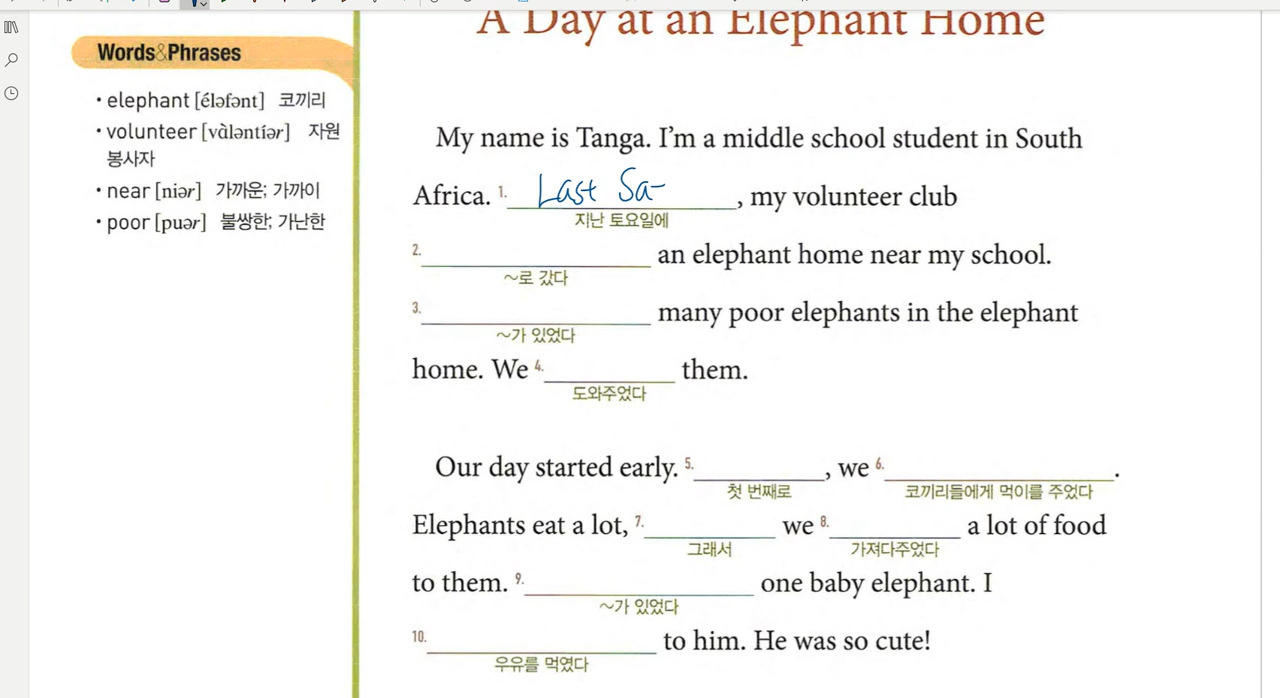 A Day at an Elephant Home
Words&Phrases
• elephant [éləfənt] 코끼리
• volunteer [vàləntíər] 자원
봉사자
• near [niər] 가까운; 가까이
• poor [puər] 불쌍한; 가난한
My name is Tanga. I'm a middle school student in South
Africa. 1. Last Sa- , my volunteer club
지난 토요일에
2. an elephant home near my school.
~로 갔다
3. many poor elephants in the elephant
~가 있었다
home. We 4. them.
도와주었다
Our day started early. 5. , we 6. .
첫 번째로 코끼리들에게 먹이를 주었다
Elephants eat a lot, 7. we 8. a lot of food
그래서 가져다주었다
to them. 9. one baby elephant. I
~가 있었다
10. to him. He was so cute!
우유를 먹였다